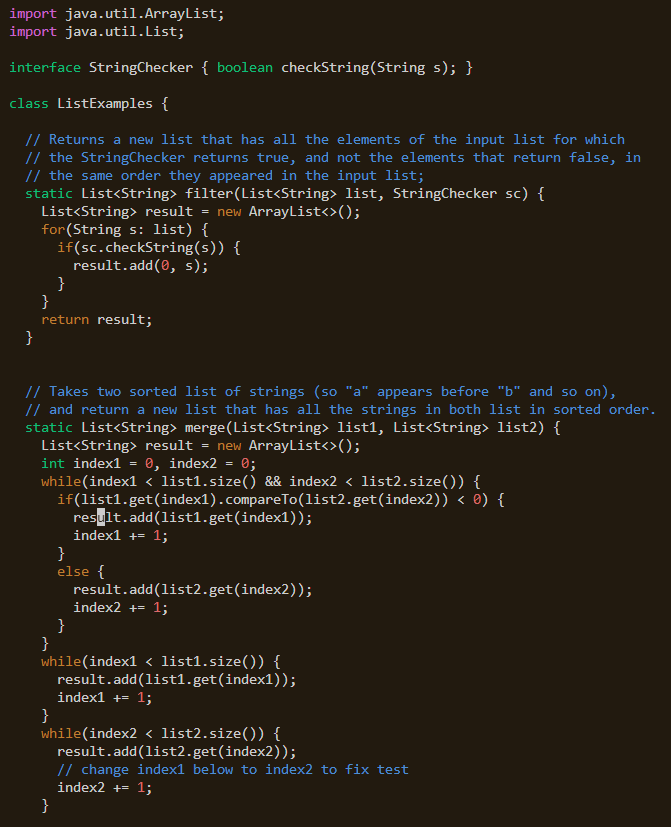 import java.util.ArrayList;
import java.util.List;

interface StringChecker { boolean checkString(String s); }

class ListExamples {

  // Returns a new list that has all the elements of the input list for which
  // the StringChecker returns true, and not the elements that return false, in
  // the same order they appeared in the input list;
  static List<String> filter(List<String> list, StringChecker sc) {
    List<String> result = new ArrayList<>();
    for(String s: list) {
      if(sc.checkString(s)) {
        result.add(0, s);
      }
    }
    return result;
  }


  // Takes two sorted list of strings (so "a" appears before "b" and so on),
  // and return a new list that has all the strings in both list in sorted order.
  static List<String> merge(List<String> list1, List<String> list2) {
    List<String> result = new ArrayList<>();
    int index1 = 0, index2 = 0;
    while(index1 < list1.size() && index2 < list2.size()) {
      if(list1.get(index1).compareTo(list2.get(index2)) < 0) {
        result.add(list1.get(index1));
        index1 += 1;
      }
      else {
        result.add(list2.get(index2));
        index2 += 1;
      }
    }
    while(index1 < list1.size()) {
      result.add(list1.get(index1));
      index1 += 1;
    }
    while(index2 < list2.size()) {
      result.add(list2.get(index2));
      // change index1 below to index2 to fix test
      index2 += 1;
    }